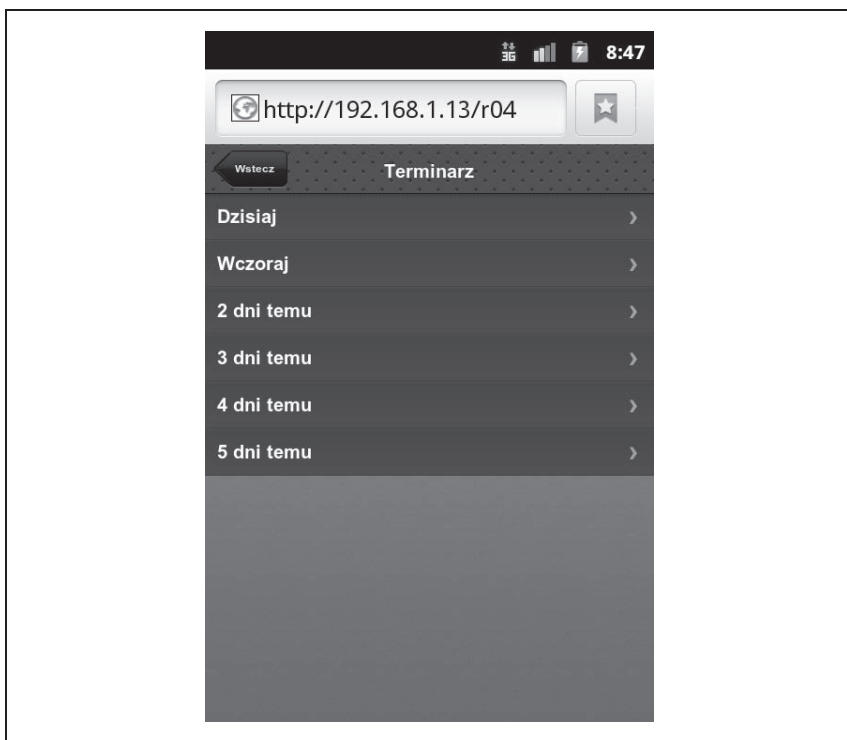 3G 8:47
http://192.168.1.13/r04
Wstecz Terminarz
Dzisiaj
Wczoraj
2 dni temu
3 dni temu
4 dni temu
5 dni temu